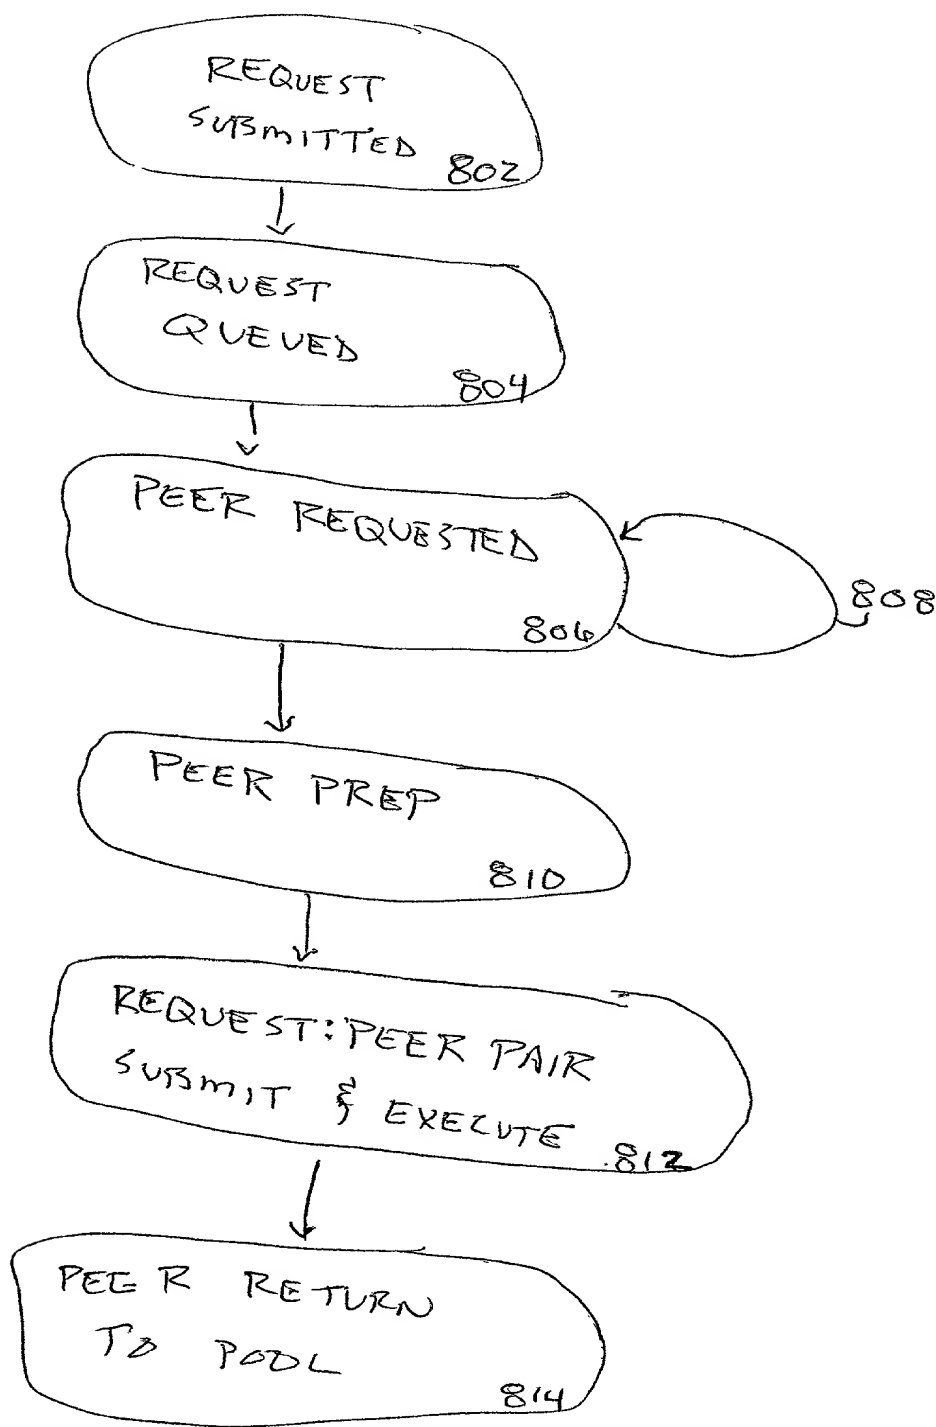 REQUEST
SUBMITTED
802
REQUEST
QUEUED
804
PEER REQUESTED
806
808
PEER PREP
810
REQUEST:PEER PAIR
SUBMIT & EXECUTE
812
PEER RETURN
TO POOL
814